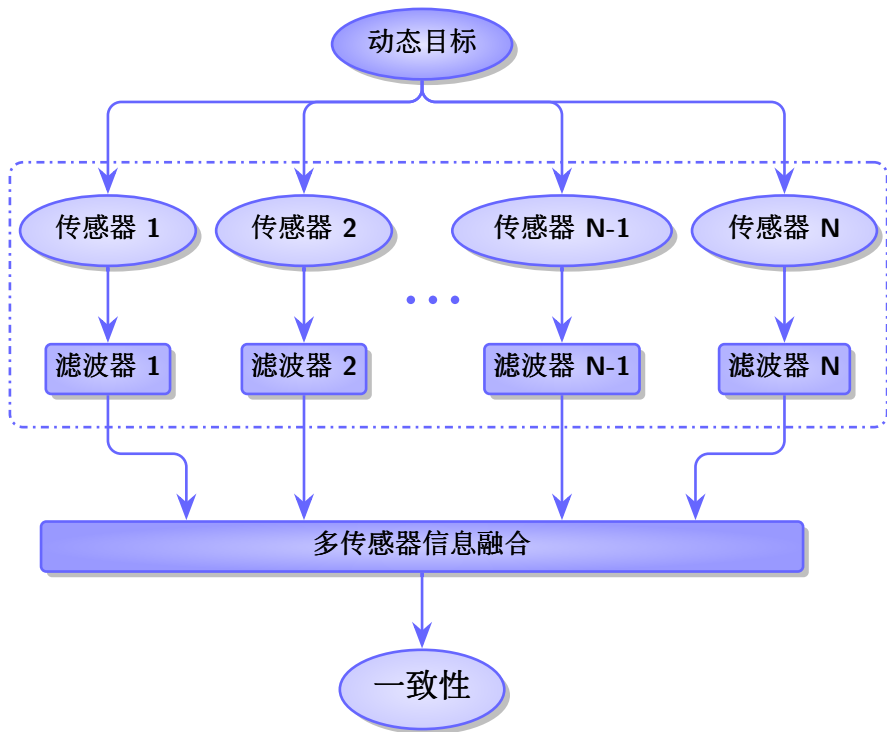 动态目标
传感器 1
传感器 2
传感器 N-1
传感器 N
滤波器 1
滤波器 2
滤波器 N-1
滤波器 N
多传感器信息融合
一致性